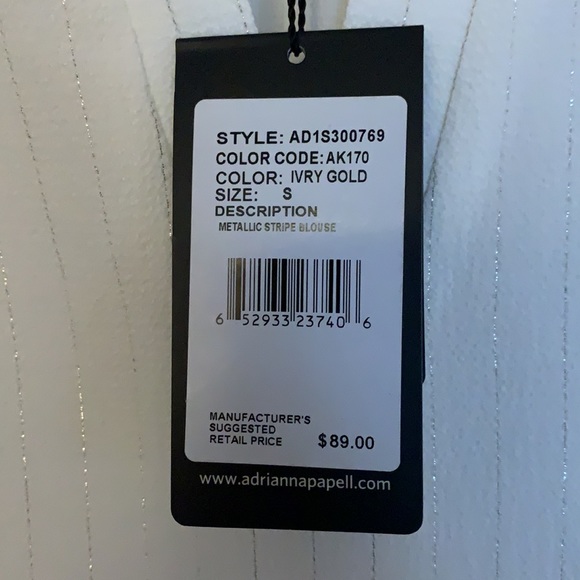 STYLE: AD1S300769
COLOR CODE: AK170
COLOR: IVRY GOLD
SIZE: S
DESCRIPTION
METALLIC STRIPE BLOUSE
6 52933 23740 6
MANUFACTURER'S
SUGGESTED
RETAIL PRICE $89.00
www.adriannapapell.com